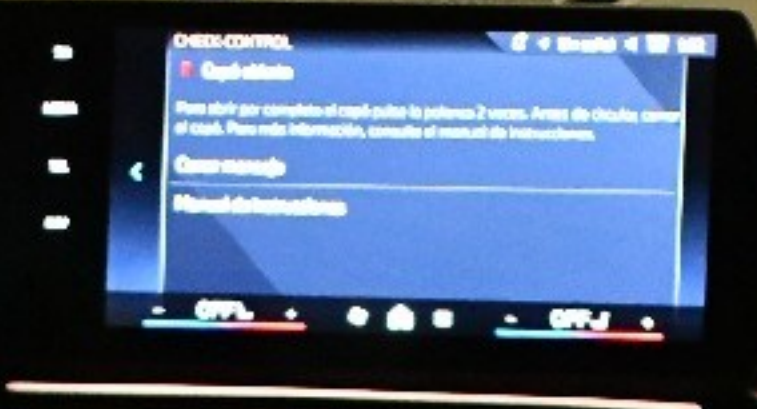 CHECK-CONTROL
Capó abierto
Para abrir por completo el capó pulse la palanca 2 veces. Antes de circular, cerrar
el capó. Para más información, consulte el manual de instrucciones.
Cerrar mensaje
Manual de instrucciones
- OFF + - OFF +